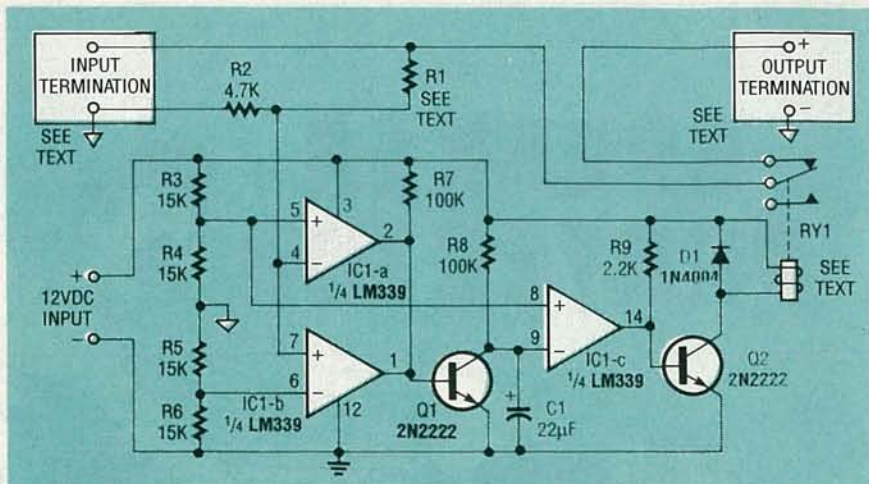 INPUT
TERMINATION
SEE
TEXT
R2
4.7K
R1
SEE
TEXT
+
OUTPUT
TERMINATION
−
SEE
TEXT
R3
15K
R4
15K
+
12VDC
INPUT
−
R5
15K
R6
15K
5
+
3
2
4
−
IC1-a
1/4 LM339
7
+
1
6
−
12
IC1-b
1/4 LM339
R7
100K
R8
100K
Q1
2N2222
8
+
14
9
−
IC1-c
1/4 LM339
+
C1
22µF
R9
2.2K
D1
1N4004
RY1
SEE
TEXT
Q2
2N2222